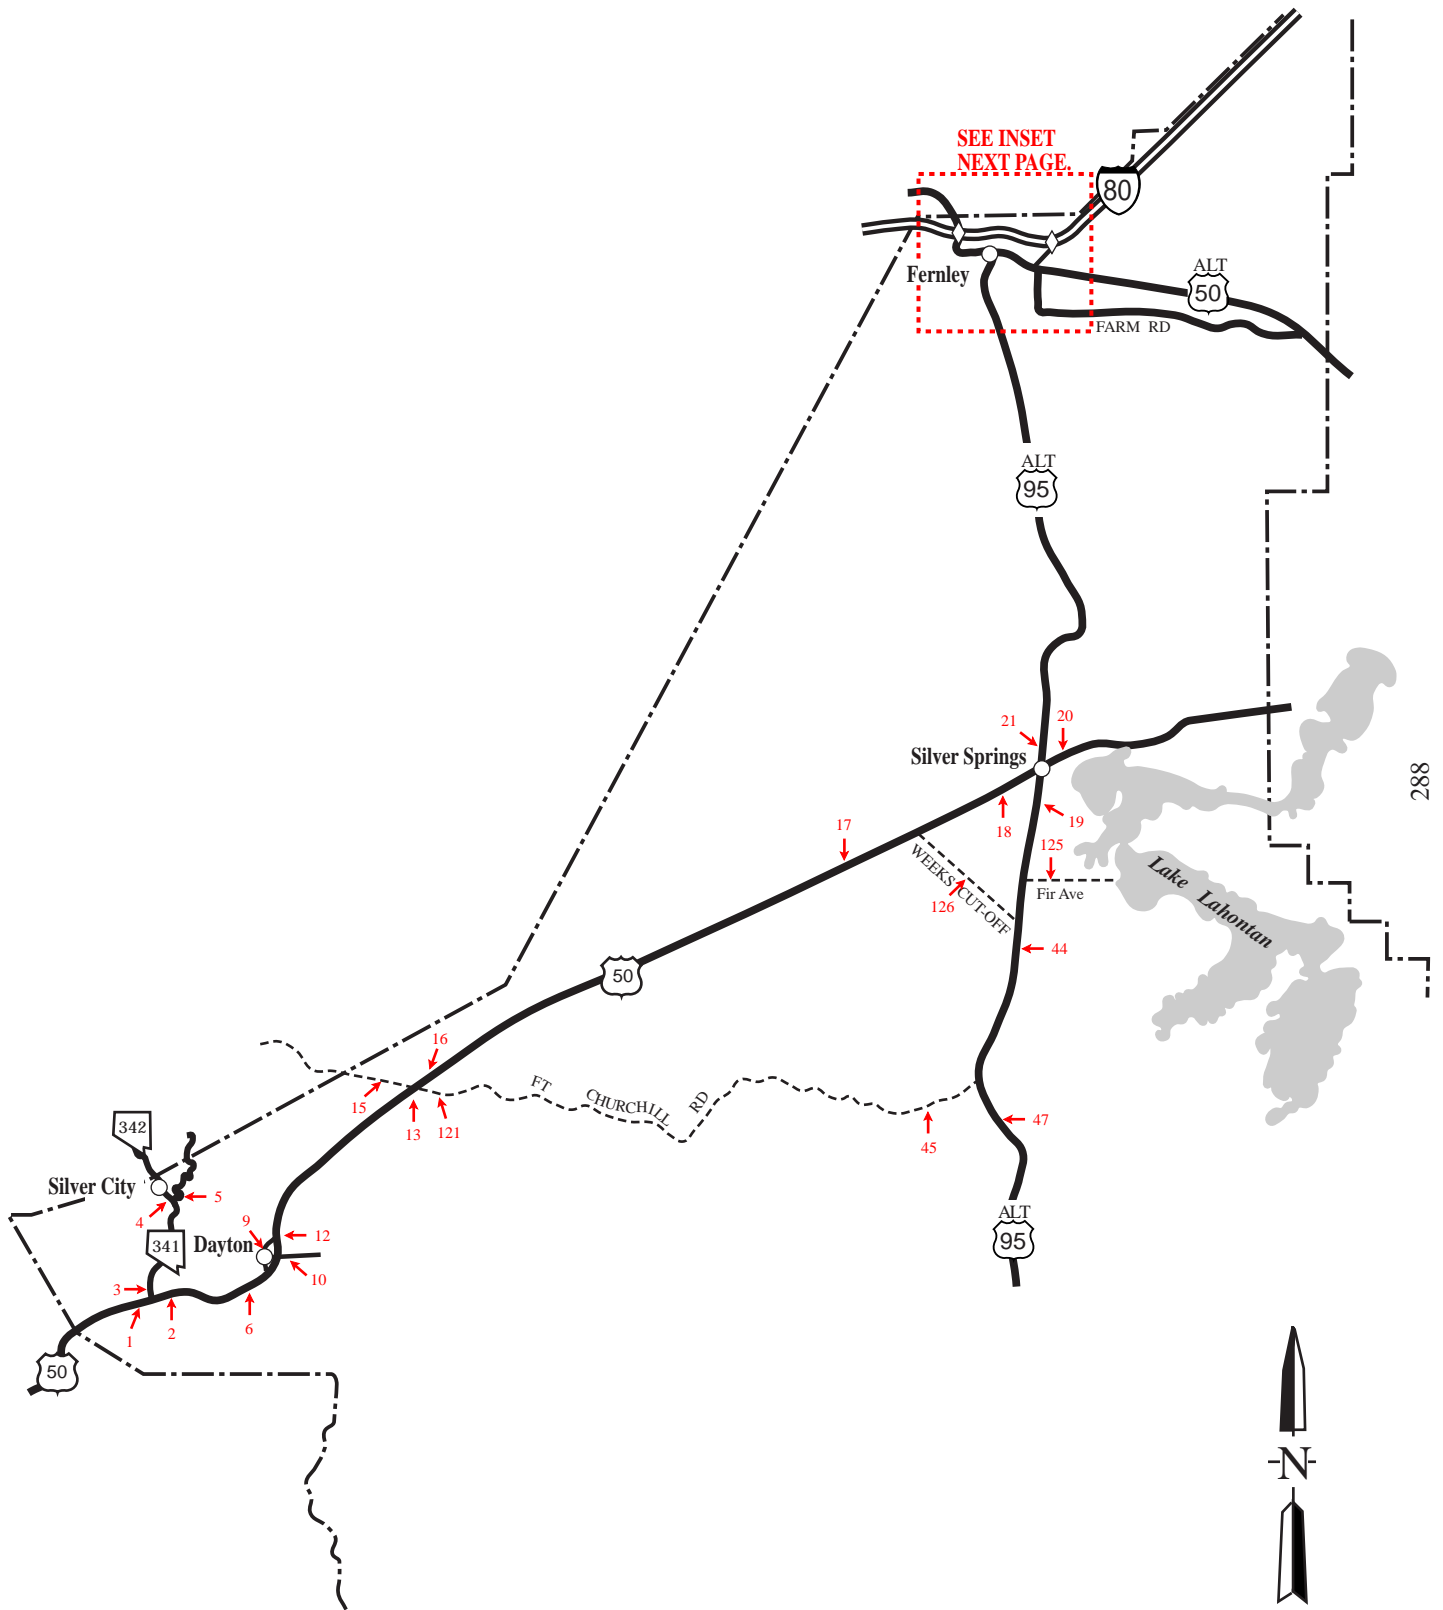 SEE INSET
NEXT PAGE.
80
Fernley
ALT
50
FARM RD
ALT
95
21
20
Silver Springs
288
17
18
19
125
WEEKS CUT-OFF
126
Fir Ave
Lake Lahontan
44
50
16
15
FT CHURCHILL RD
13
121
45
47
342
Silver City
5
4
9
12
341
Dayton
ALT
95
3
10
1
2
6
50
N